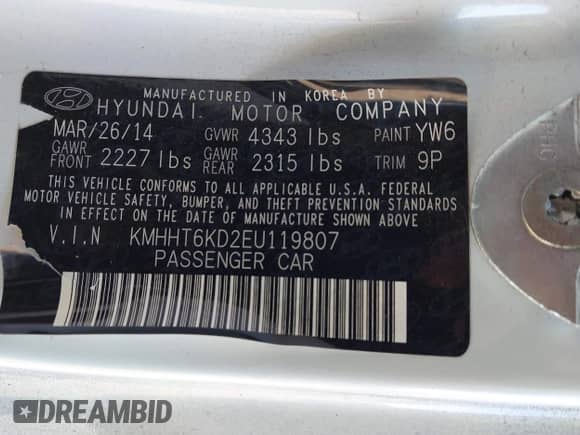 MANUFACTURED IN KOREA BY
HYUNDAI MOTOR COMPANY
MAR/26/14 GVWR 4343 lbs PAINT YW6
GAWR FRONT 2227 lbs GAWR REAR 2315 lbs TRIM 9P
THIS VEHICLE CONFORMS TO ALL APPLICABLE U.S.A. FEDERAL
MOTOR VEHICLE SAFETY, BUMPER, AND THEFT PREVENTION STANDARDS
IN EFFECT ON THE DATE OF MANUFACTURE SHOWN ABOVE.
V.I.N KMHHT6KD2EU119807
PASSENGER CAR
PHC
DREAMBID